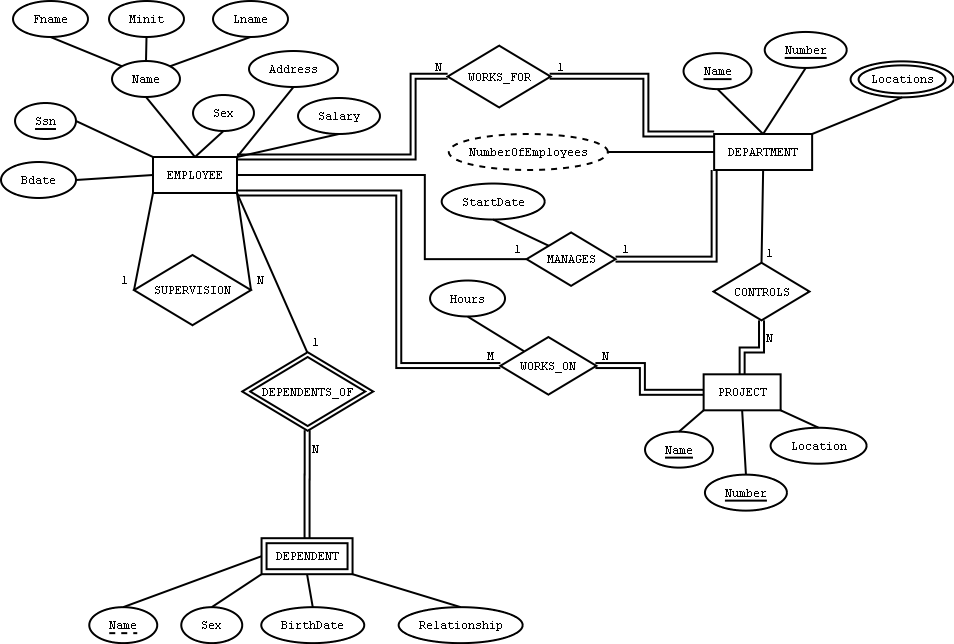 Fname
Minit
Lname
Name
Address
Sex
Salary
Ssn
Bdate
EMPLOYEE
N
WORKS_FOR
1
Name
Number
Locations
NumberOfEmployees
DEPARTMENT
StartDate
1
MANAGES
1
1
SUPERVISION
N
1
CONTROLS
N
Hours
M
WORKS_ON
N
PROJECT
Name
Number
Location
1
DEPENDENTS_OF
N
DEPENDENT
Name
Sex
BirthDate
Relationship